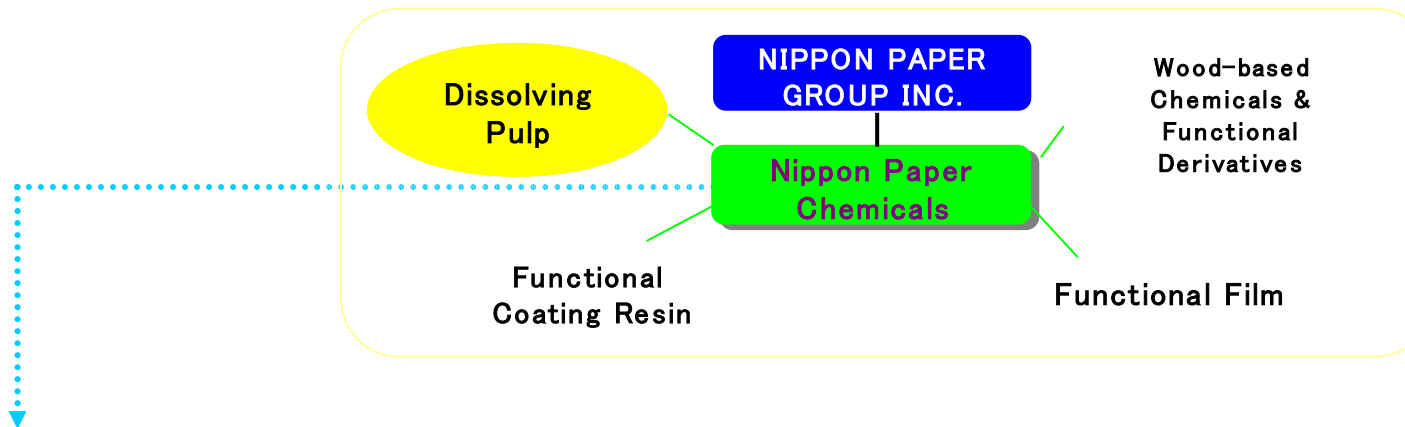 Dissolving
Pulp
NIPPON PAPER
GROUP INC.
Wood-based
Chemicals &
Functional
Derivatives
Nippon Paper
Chemicals
Functional
Coating Resin
Functional Film